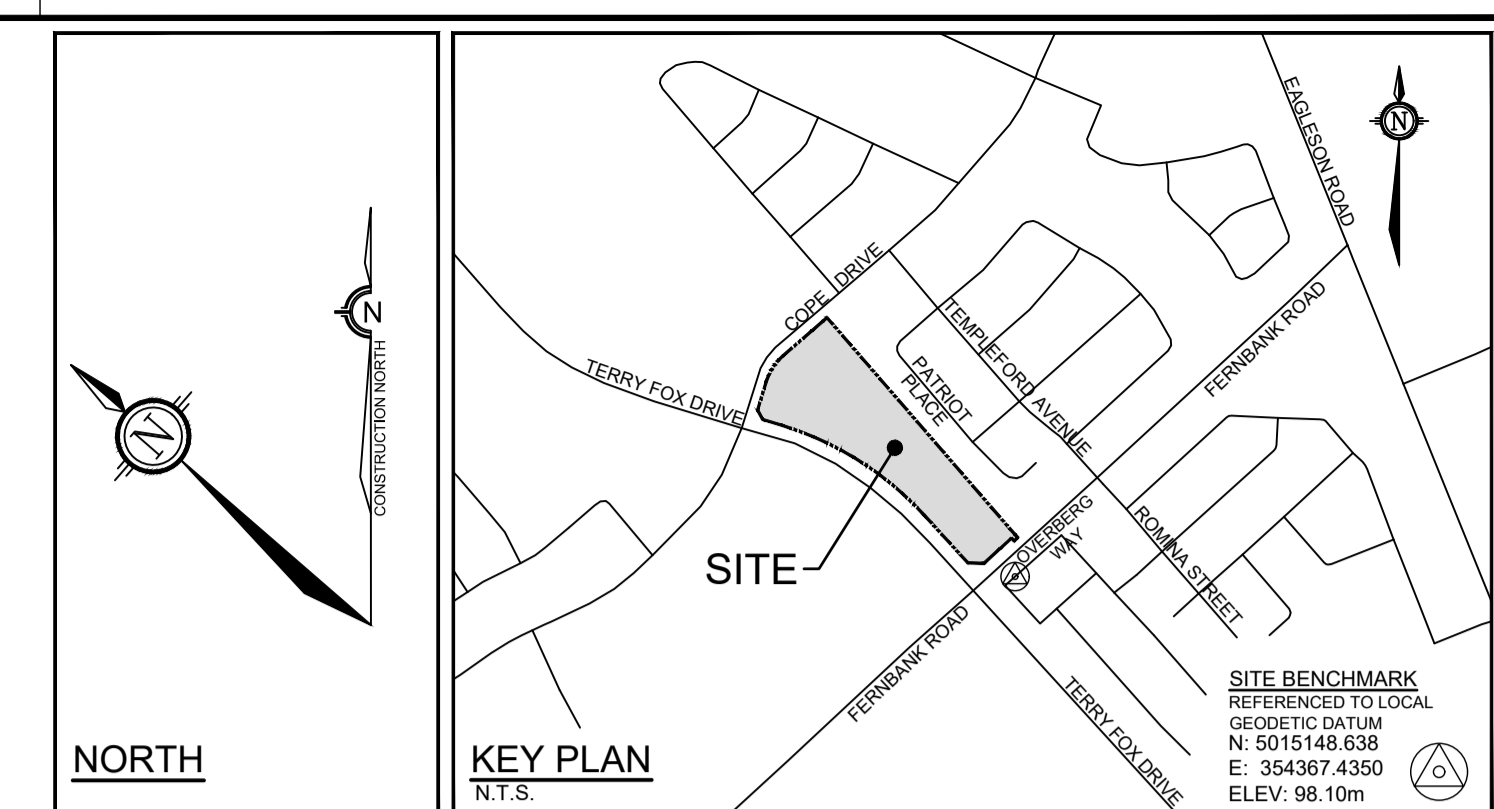 N
CONSTRUCTION NORTH
N
NORTH
EAGLESON ROAD
N
COPE DRIVE
TERRY FOX DRIVE
TEMPLEFORD AVENUE
PATRIOT
PLACE
FERNBANK ROAD
SITE
OVERBERG
WAY
ROMINA STREET
FERNBANK ROAD
TERRY FOX DRIVE
KEY PLAN
N.T.S.
SITE BENCHMARK
REFERENCED TO LOCAL
GEODETIC DATUM
N: 5015148.638
E: 354367.4350
ELEV: 98.10m